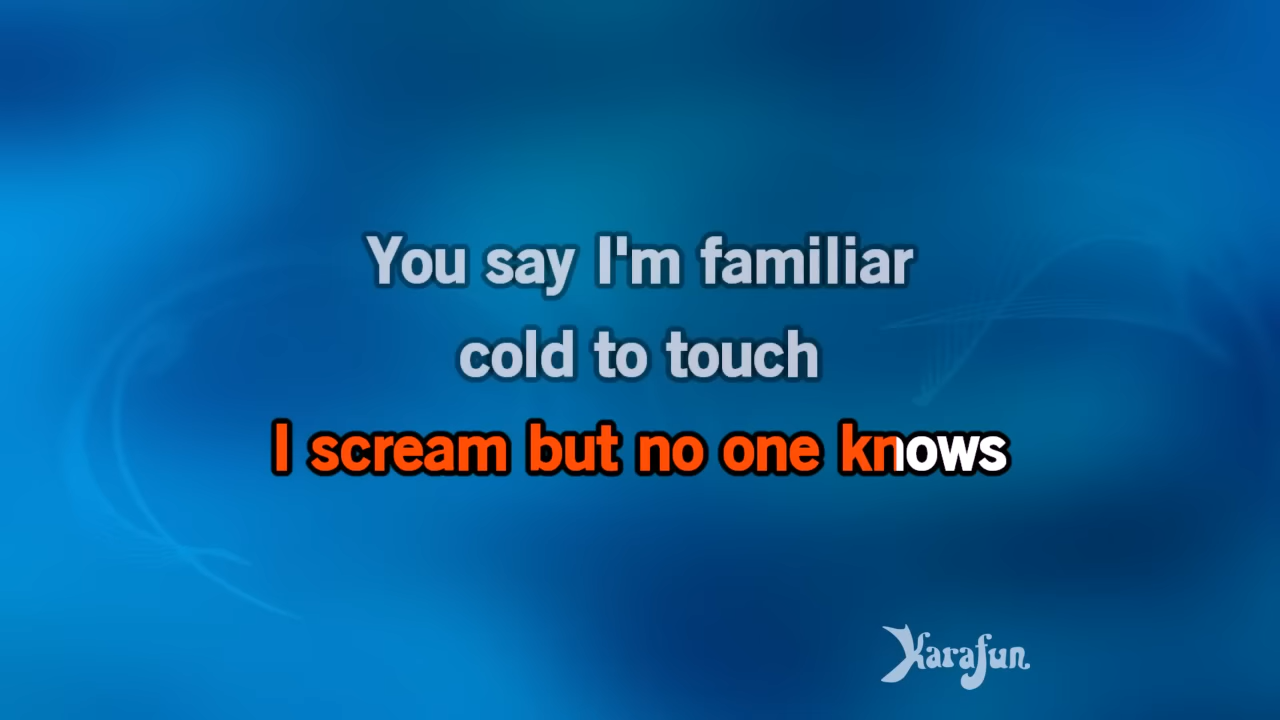 You say I'm familiar
cold to touch
I scream but no one knows
Karafun